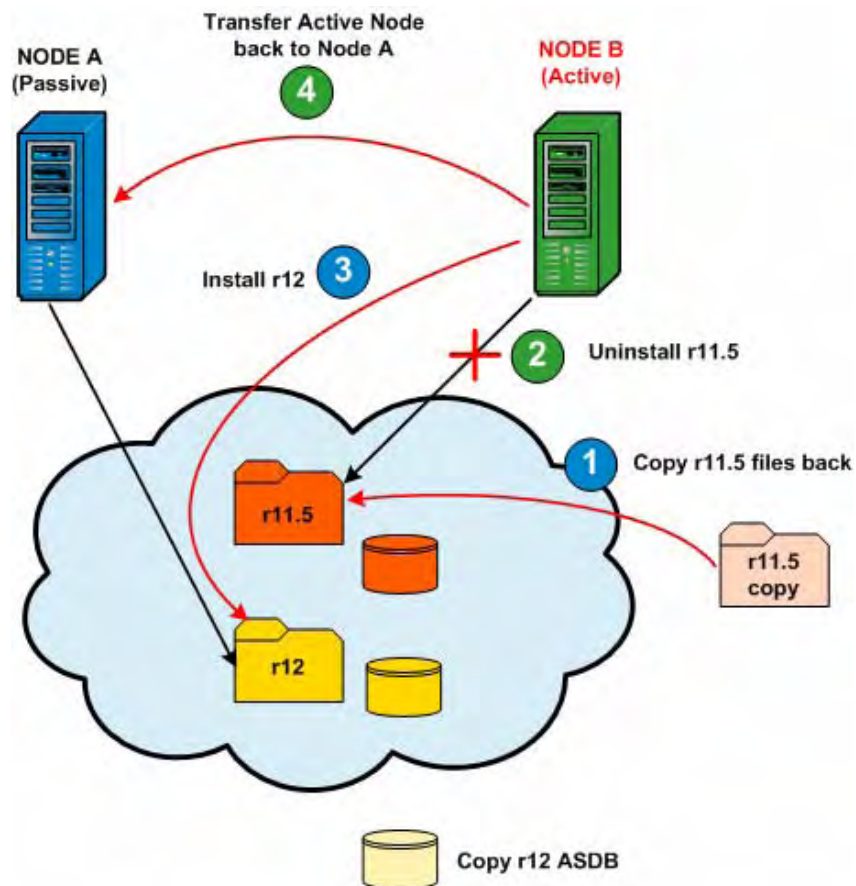 Transfer Active Node
back to Node A
4
NODE A
(Passive)
NODE B
(Active)
Install r12
3
2
Uninstall r11.5
1
Copy r11.5 files back
r11.5
r11.5
copy
r12
Copy r12 ASDB